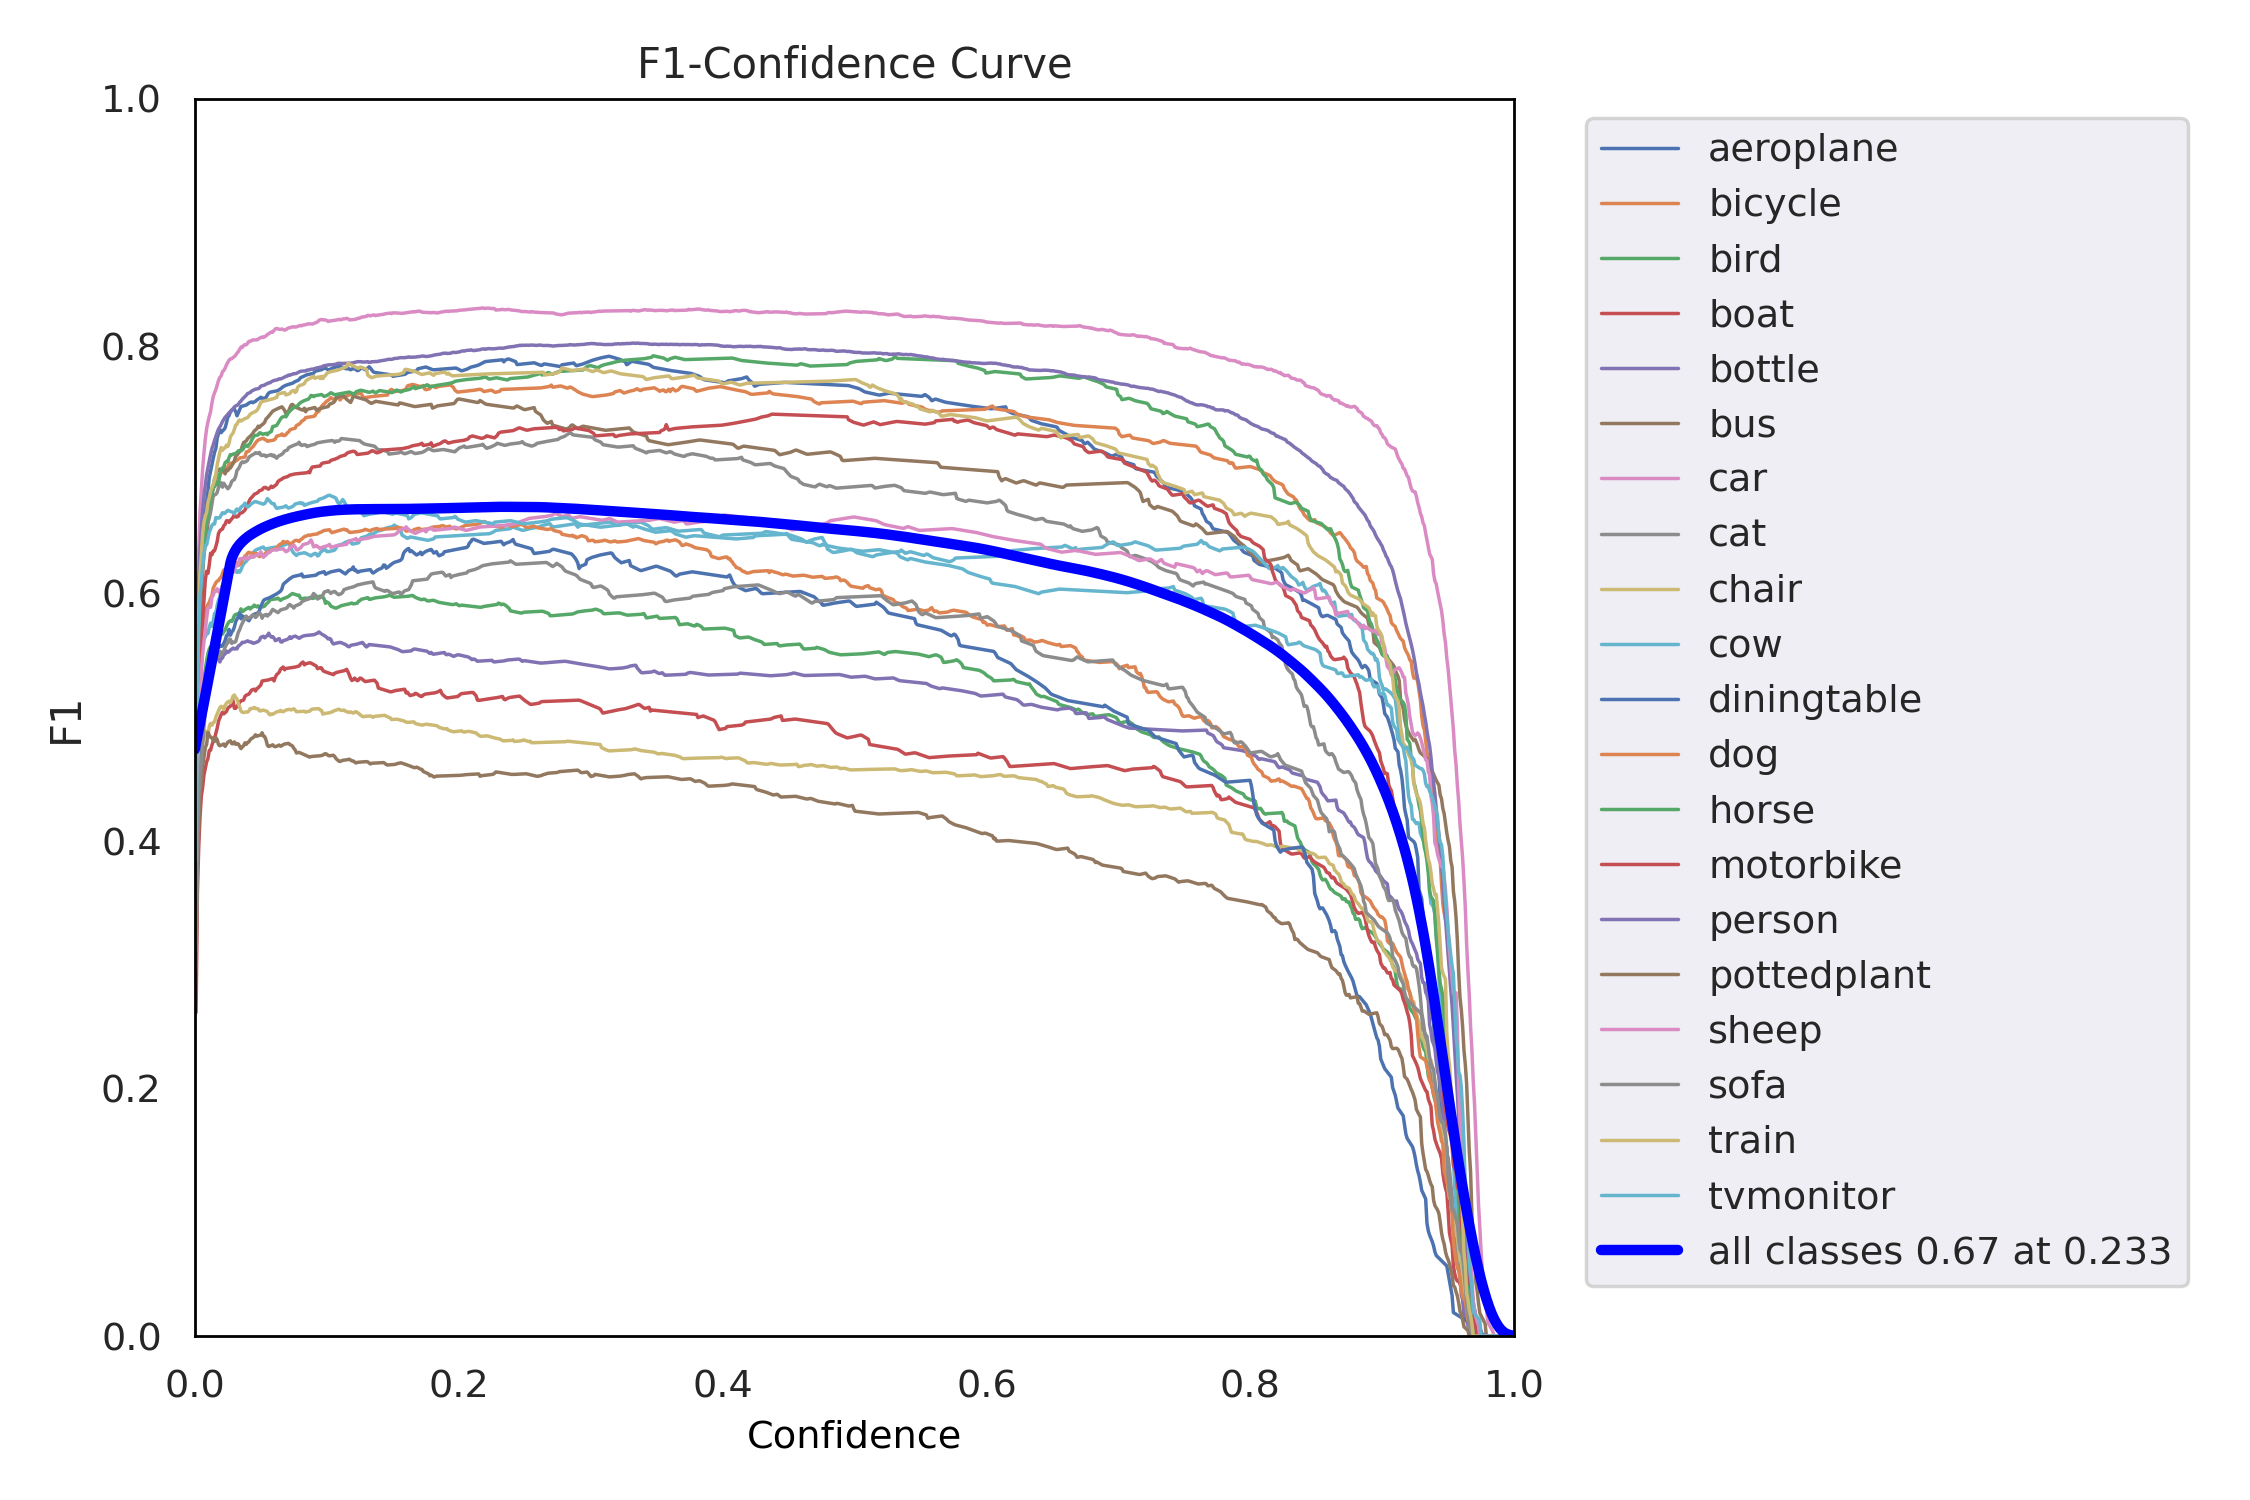 F1-Confidence Curve
1.0
0.8
0.6
0.4
0.2
0.0
F1
0.0 0.2 0.4 0.6 0.8 1.0
Confidence
aeroplane
bicycle
bird
boat
bottle
bus
car
cat
chair
cow
diningtable
dog
horse
motorbike
person
pottedplant
sheep
sofa
train
tvmonitor
all classes 0.67 at 0.233